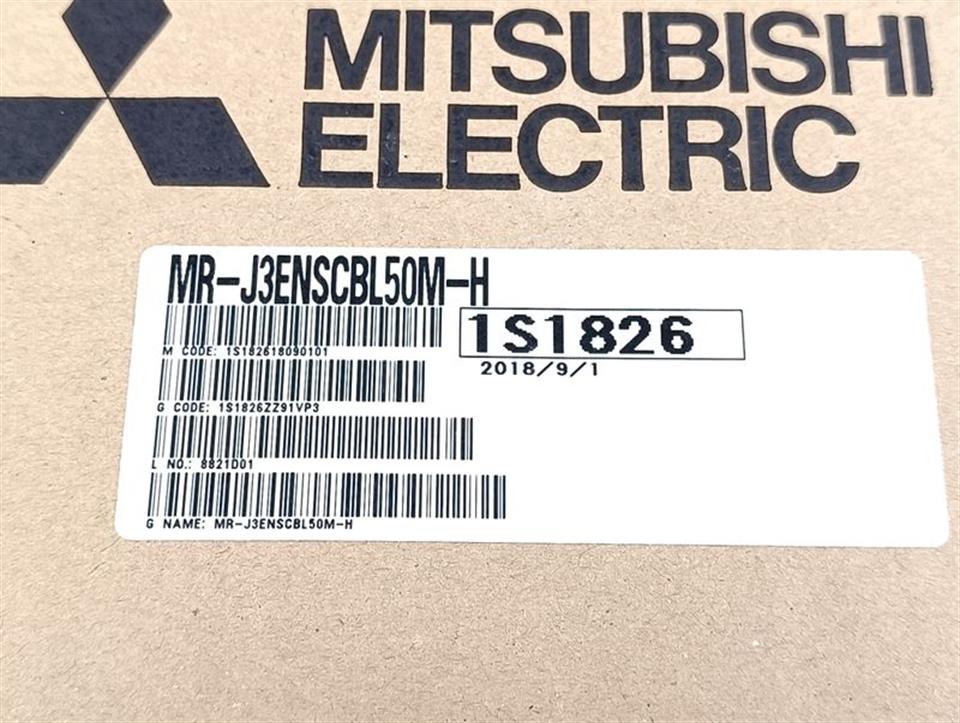 MITSUBISHI
ELECTRIC
MR-J3ENSCBL50M-H
1S1826
M CODE: 1S182618090101
2018/9/1
G CODE: 1S1826ZZ91VP3
L NO.: 8821D01
G NAME: MR-J3ENSCBL50M-H